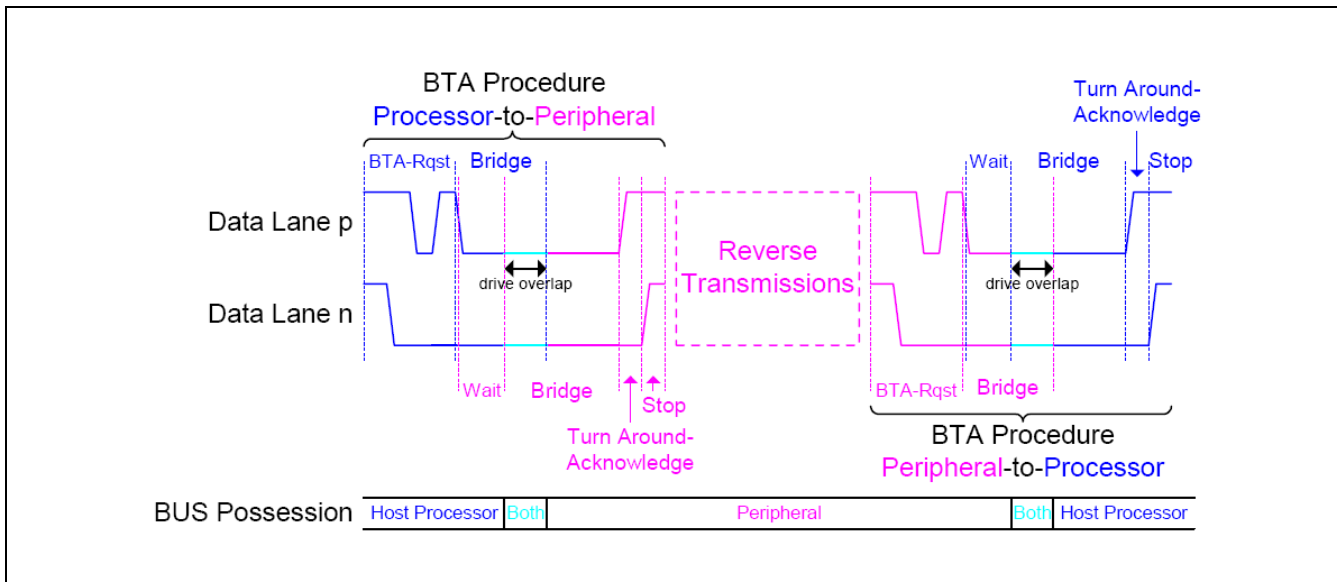 BTA Procedure
Processor-to-Peripheral
Turn Around-
Acknowledge
BTA-Rqst Bridge
Wait Bridge Stop
Data Lane p
drive overlap
Reverse
Transmissions
drive overlap
Data Lane n
Wait Bridge Stop
Turn Around-
Acknowledge
BTA-Rqst Bridge
BTA Procedure
Peripheral-to-Processor
BUS Possession Host Processor Both Peripheral Both Host Processor